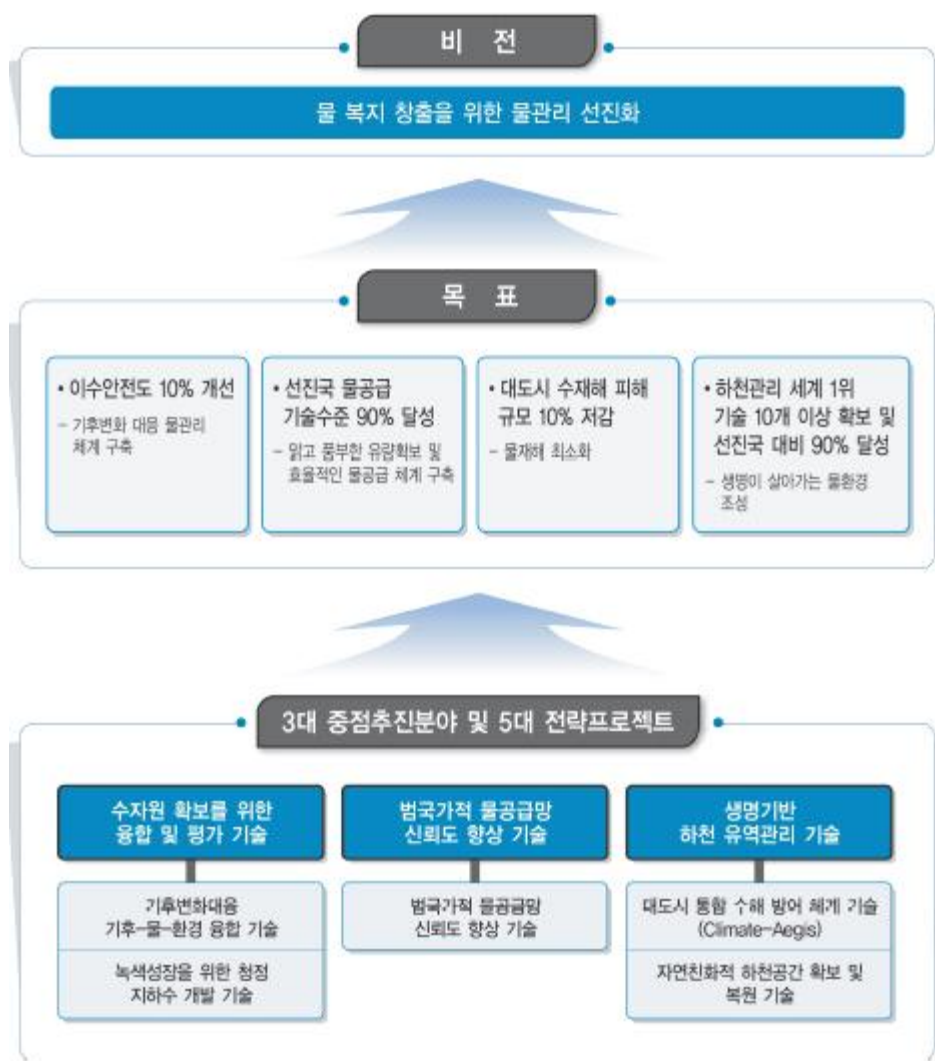 비 전
물 복지 창출을 위한 물관리 선진화
목 표
• 이수안전도 10% 개선
- 기후변화 대응 물관리
체계 구축
• 선진국 물공급
기술수준 90% 달성
- 맑고 풍부한 유량확보 및
효율적인 물공급 체계 구축
• 대도시 수재해 피해
규모 10% 저감
- 물재해 최소화
• 하천관리 세계 1위
기술 10개 이상 확보 및
선진국 대비 90% 달성
- 생명이 살아가는 물환경
조성
3대 중점추진분야 및 5대 전략프로젝트
수자원 확보를 위한
융합 및 평가 기술
기후변화대응
기후-물-환경 융합 기술
녹색성장을 위한 청정
지하수 개발 기술
범국가적 물공급망
신뢰도 향상 기술
범국가적 물공급망
신뢰도 향상 기술
생명기반
하천 유역관리 기술
대도시 통합 수해 방어 체계 기술
(Climate-Aegis)
자연친화적 하천공간 확보 및
복원 기술